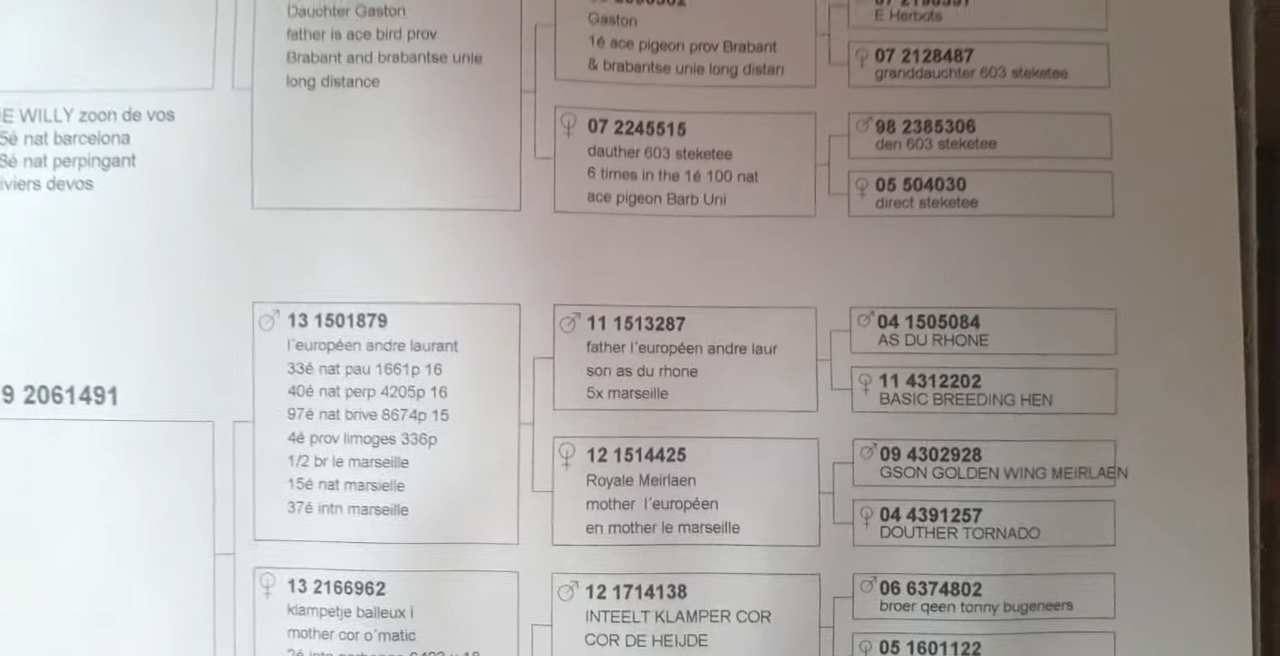 E WILLY zoon de vos
5é nat barcelona
nat perpingant
devos
9 2061491
Dauchter Gaston
father is ace bird prov
Brabant and brabantse unie
long distance
13 1501879
l'européen andre laurant
33é nat pau 1661p 16
40é nat perp 4205p 16
97é nat brive 8674p 15
4é prov limoges 336p
1/2 br le marseille
15é nat marsielle
37é intn marseille
13 2166962
klampetje balleux i
mother cor o'matic
Gaston
1é ace pigeon prov Brabant
& brabantse unie long distan
07 2245515
dauther 603 steketee
6 times in the 1é 100 nat
ace pigeon Barb Uni
11 1513287
father l'européen andre laur
son as du rhone
5x marseille
12 1514425
Royale Meirlaen
mother l'européen
en mother le marseille
12 1714138
INTEELT KLAMPER COR
COR DE HEIJDE
E Herbots
07 2128487
granddauchter 603 steketee
98 2385306
den 603 steketee
05 504030
direct steketee
04 1505084
AS DU RHONE
11 4312202
BASIC BREEDING HEN
09 4302928
GSON GOLDEN WING MEIRLAEN
04 4391257
DOUTHER TORNADO
06 6374802
broer qeen tonny bugeneers
05 1601122